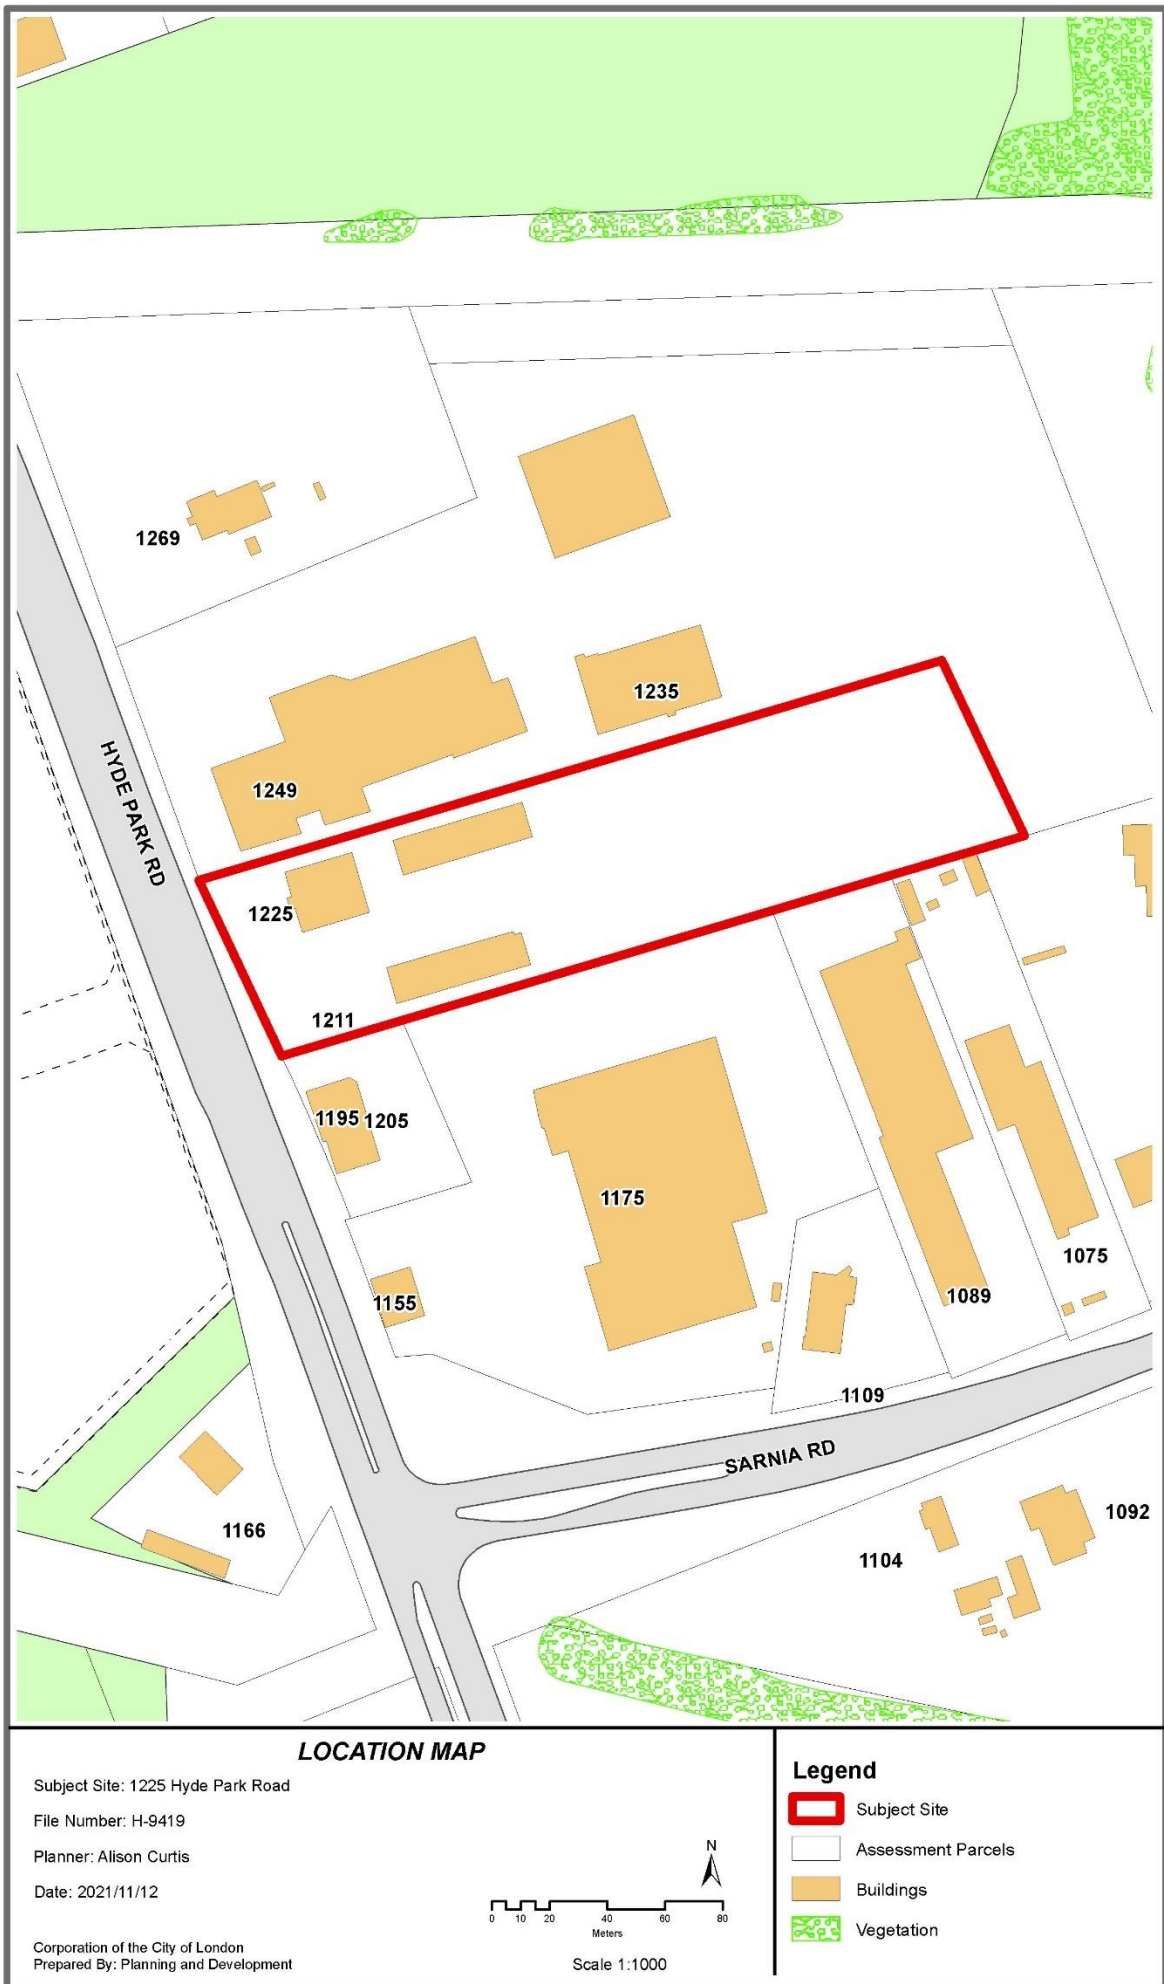 1269
1235
HYDE PARK RD
1249
1225
1211
1195 1205
1175
1155
1075
1089
1109
SARNIA RD
1166
1104
1092
LOCATION MAP
Subject Site: 1225 Hyde Park Road
File Number: H-9419
Planner: Alison Curtis
Date: 2021/11/12
Corporation of the City of London
Prepared By: Planning and Development
N
0 10 20 40 60 80
Meters
Scale 1:1000
Legend
Subject Site
Assessment Parcels
Buildings
Vegetation